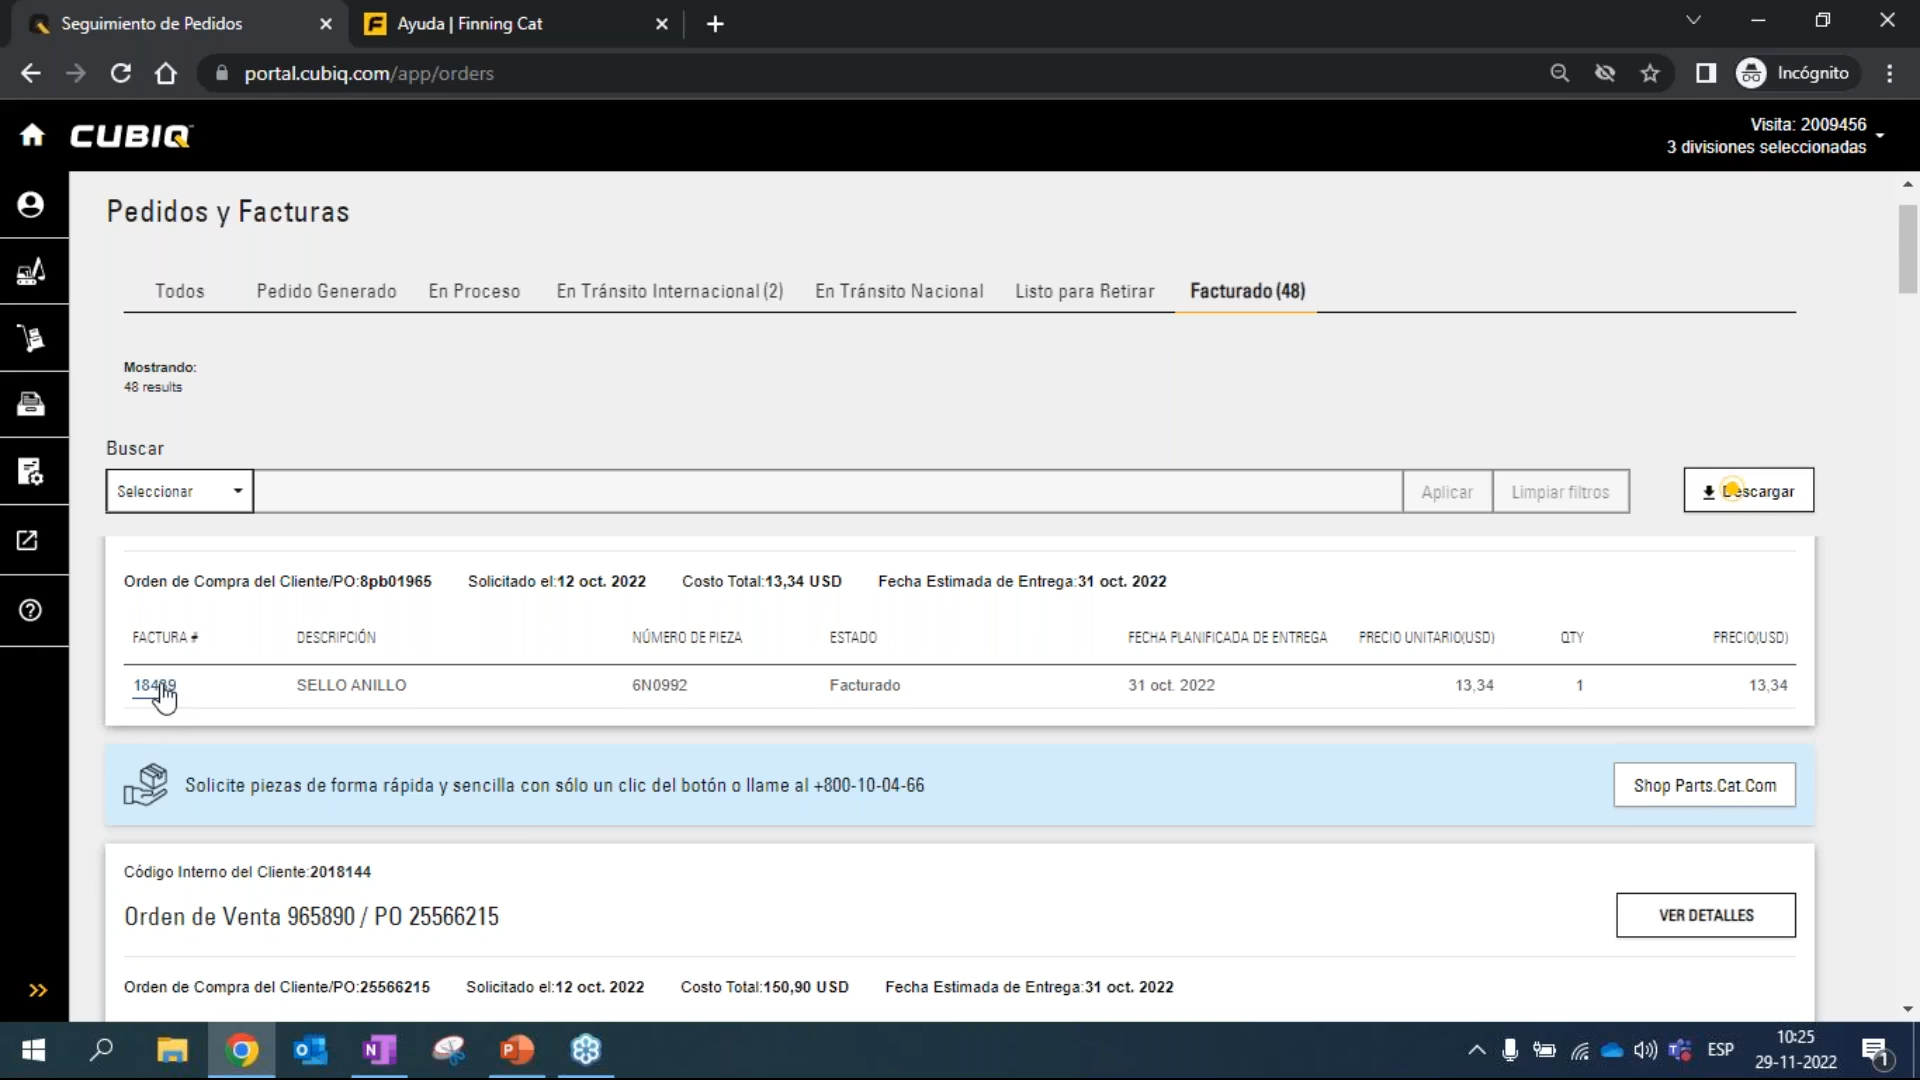 Seguimiento de Pedidos
Ayuda | Finning Cat
portal.cubiq.com/app/orders
Incógnito
CUBIQ
Visita: 2009456
3 divisiones seleccionadas
Pedidos y Facturas
Todos Pedido Generado En Proceso En Tránsito Internacional (2) En Tránsito Nacional Listo para Retirar Facturado (48)
Mostrando:
48 results
Buscar
Seleccionar Aplicar Limpiar filtros Descargar
Orden de Compra del Cliente/PO:8pb01965 Solicitado el:12 oct. 2022 Costo Total:13,34 USD Fecha Estimada de Entrega:31 oct. 2022
FACTURA # DESCRIPCIÓN NÚMERO DE PIEZA ESTADO FECHA PLANIFICADA DE ENTREGA PRECIO UNITARIO(USD) QTY PRECIO(USD)
SELLO ANILLO 6N0992 Facturado 31 oct. 2022 13,34 1 13,34
Solicite piezas de forma rápida y sencilla con sólo un clic del botón o llame al +800-10-04-66 Shop Parts.Cat.Com
Código Interno del Cliente:2018144
Orden de Venta 965890 / PO 25566215 VER DETALLES
Orden de Compra del Cliente/PO:25566215 Solicitado el:12 oct. 2022 Costo Total:150,90 USD Fecha Estimada de Entrega:31 oct. 2022
ESP
10:25
29-11-2022
1